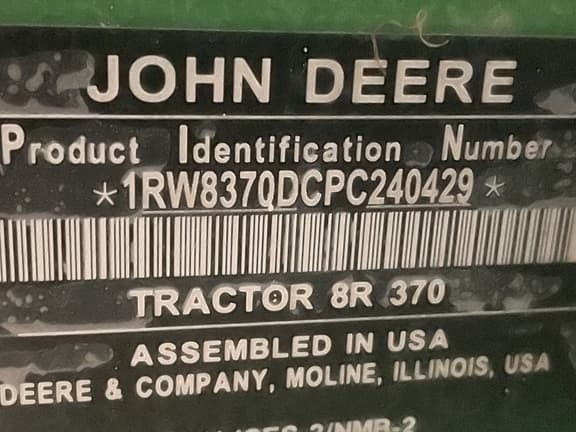 JOHN DEERE
Product Identification Number
*1RW8370DCPC240429*
TRACTOR 8R 370
ASSEMBLED IN USA
DEERE & COMPANY, MOLINE, ILLINOIS, USA